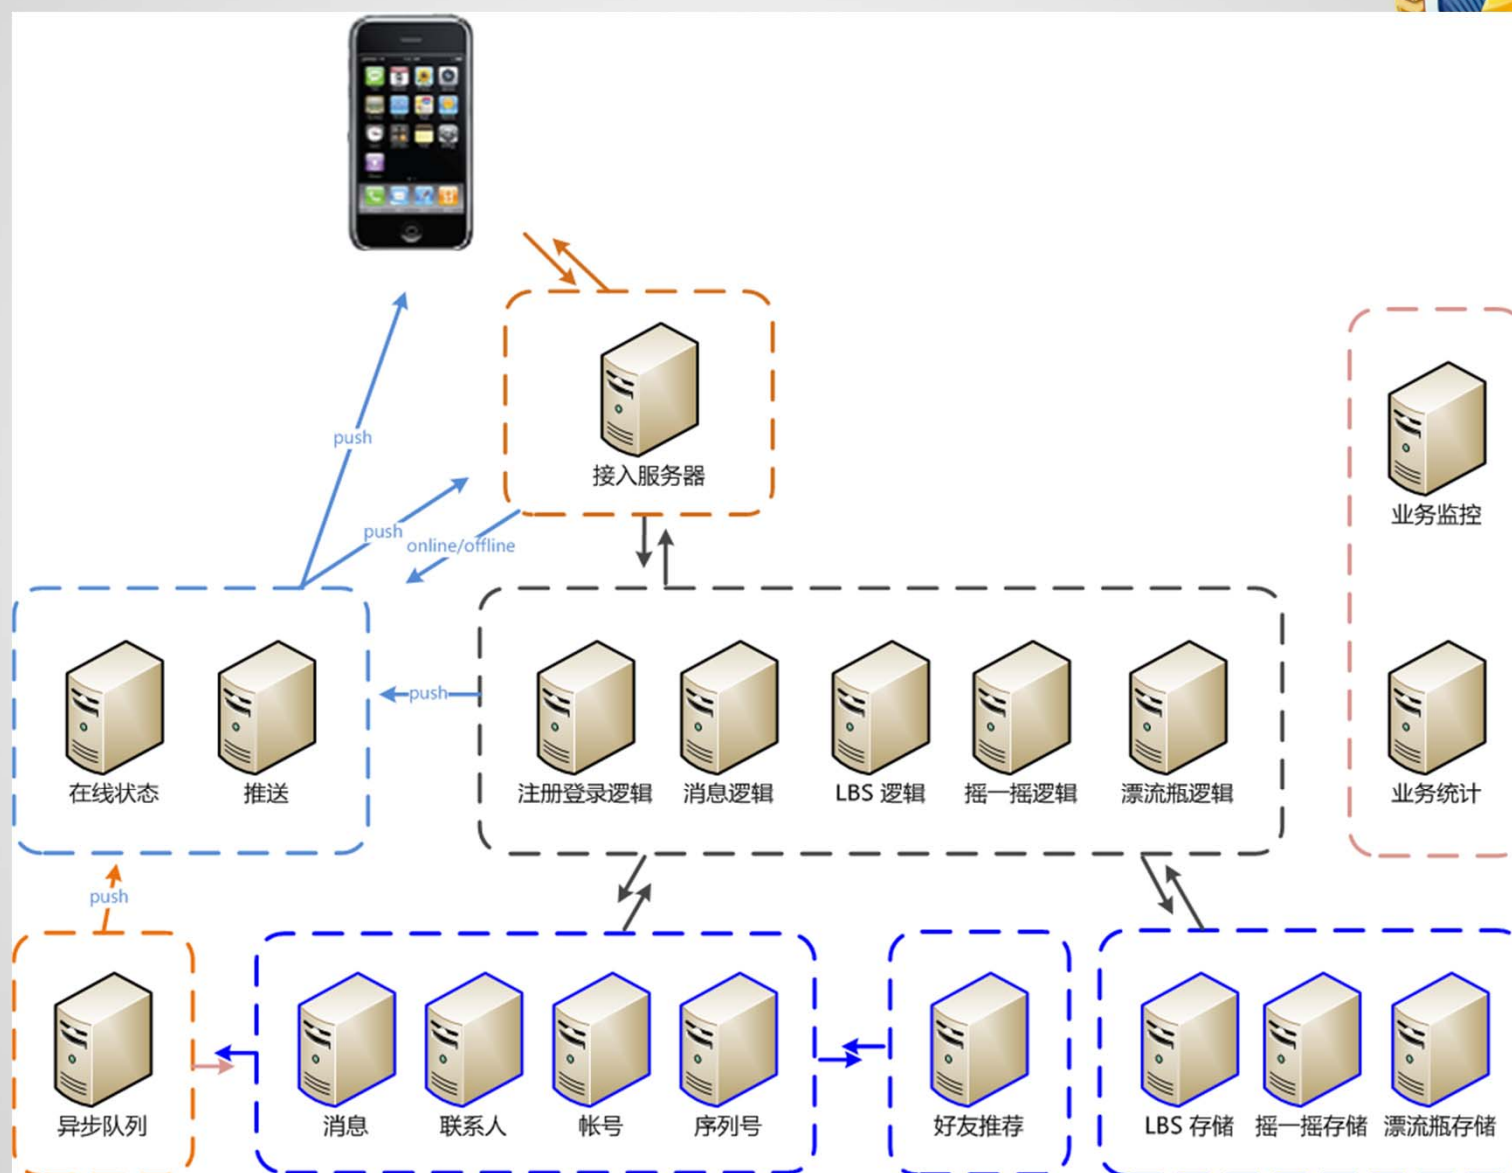 接入服务器
push
push
online/offline
业务监控
push
在线状态
推送
注册登录逻辑
消息逻辑
LBS 逻辑
摇一摇逻辑
漂流瓶逻辑
业务统计
push
异步队列
消息
联系人
帐号
序列号
好友推荐
LBS 存储
摇一摇存储
漂流瓶存储